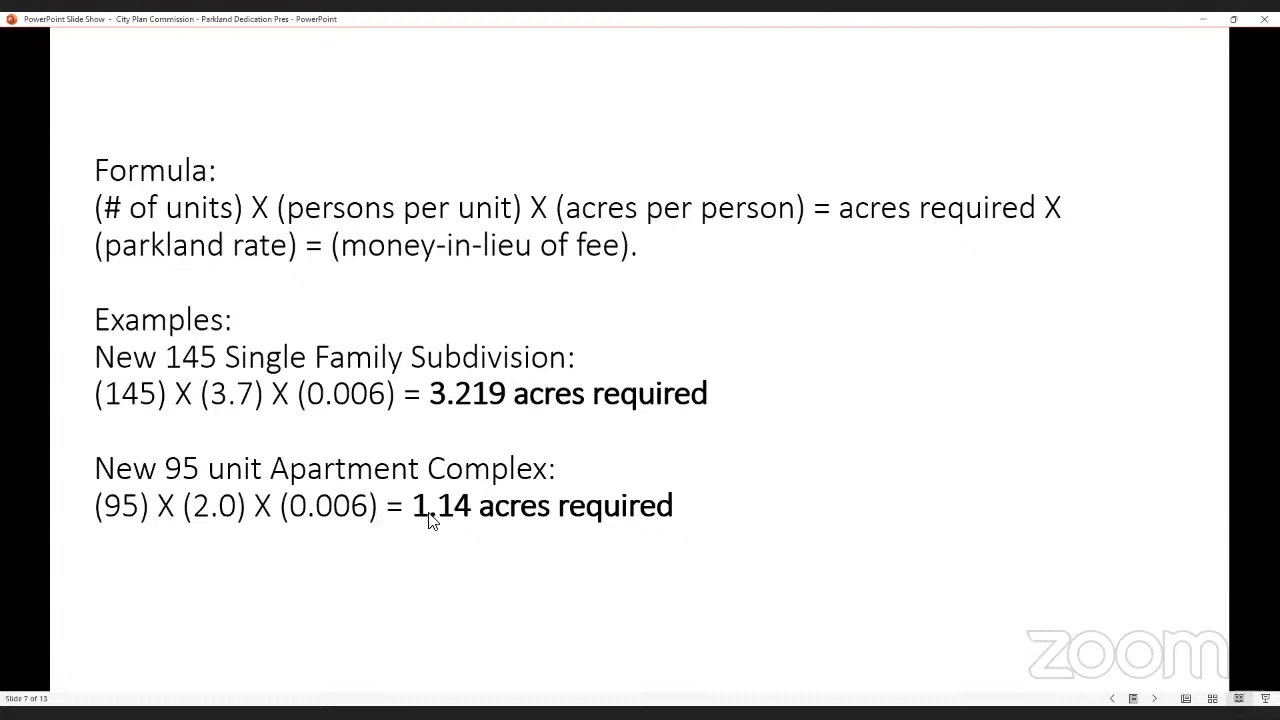 PowerPoint Slide Show - City Plan Commission - Parkland Dedication Pres - PowerPoint
Formula:
(# of units) X (persons per unit) X (acres per person) = acres required X
(parkland rate) = (money-in-lieu of fee).
Examples:
New 145 Single Family Subdivision:
(145) X (3.7) X (0.006) = 3.219 acres required
New 95 unit Apartment Complex:
(95) X (2.0) X (0.006) = 1.14 acres required
zoom
Slide 7 of 13